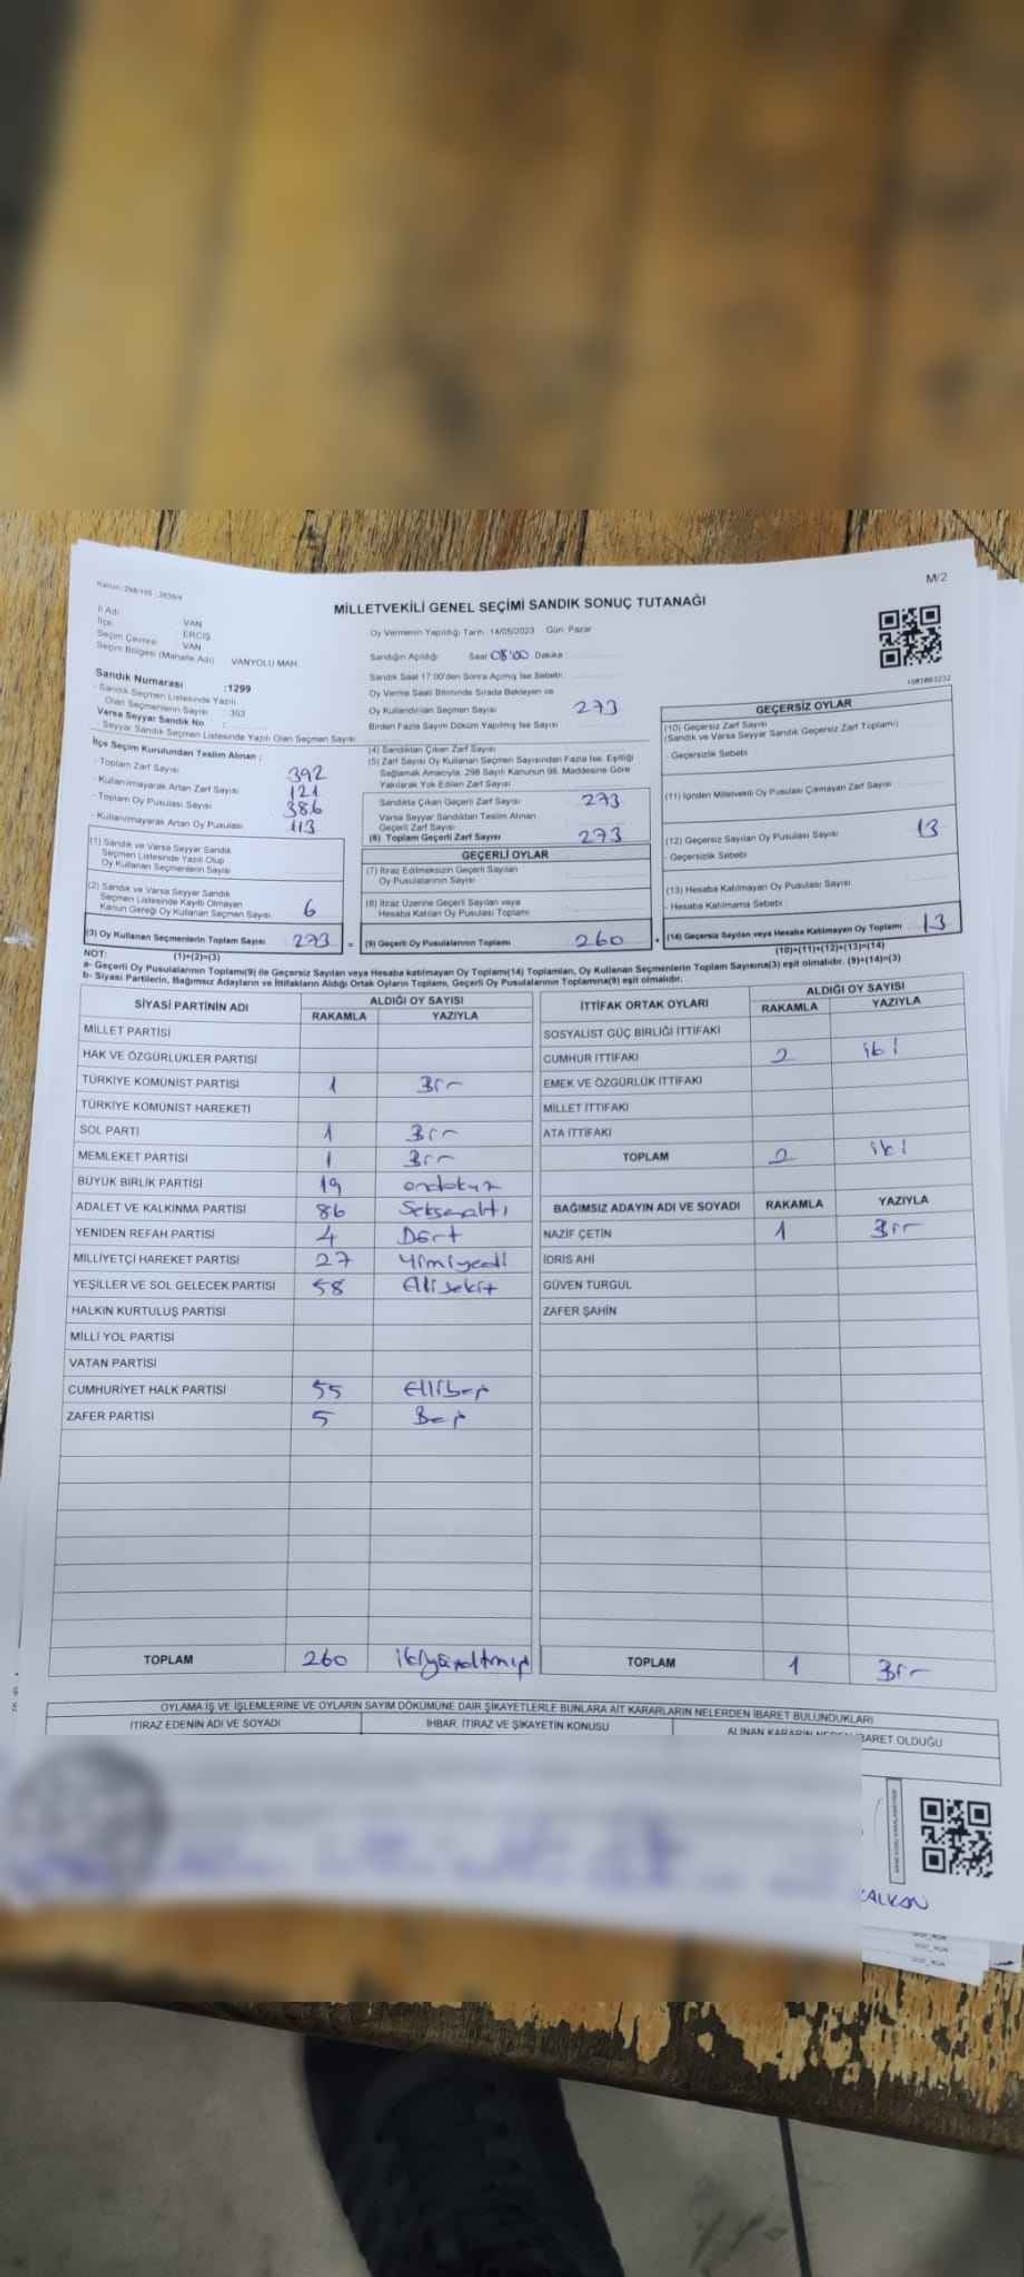 M/2
MİLLETVEKİLİ GENEL SEÇİMİ SANDIK SONUÇ TUTANAĞI
İl Adı : VAN
İlçe : ERCİŞ
Seçim Çevresi : VAN
Seçim Bölgesi (Mahalle Adı) VANYOLU MAH.
Oy Vermenin Yapıldığı Tarih: 14/05/2023 Gün: Pazar
Sandığın Açıldığı Saat 08:00 Dakika
Sandık Saat 17:00'den Sonra Açılmış İse Sebebi:
Oy Verme Saati Bitiminde Sırada Bekleyen ve
Oy Kullandırılan Seçmen Sayısı 273
Birden Fazla Sayım Döküm Yapılmış İse Sayısı
Sandık Numarası :1299
- Sandık Seçmen Listesinde Yazılı
Olan Seçmenlerin Sayısı : 363
Varsa Seyyar Sandık No :
- Seyyar Sandık Seçmen Listesinde Yazılı Olan Seçmen Sayısı
İlçe Seçim Kurulundan Teslim Alınan :
- Toplam Zarf Sayısı 392
- Kullanılmayarak Artan Zarf Sayısı 121
- Toplam Oy Pusulası Sayısı 386
- Kullanılmayarak Artan Oy Pusulası 113
(1) Sandık ve Varsa Seyyar Sandık
Seçmen Listesinde Yazılı Olup
Oy Kullanan Seçmenlerin Sayısı
(2) Sandık ve Varsa Seyyar Sandık
Seçmen Listesinde Kayıtlı Olmayan
Kanun Gereği Oy Kullanan Seçmen Sayısı 6
(3) Oy Kullanan Seçmenlerin Toplam Sayısı 273 =
(1)+(2)=(3)
(4) Sandıktan Çıkan Zarf Sayısı
(5) Zarf Sayısı Oy Kullanan Seçmen Sayısından Fazla İse, Eşitliği
Sağlamak Amacıyla, 298 Sayılı Kanunun 98. Maddesine Göre
Yakılarak Yok Edilen Zarf Sayısı
Sandıkta Çıkan Geçerli Zarf Sayısı 273
Varsa Seyyar Sandıktan Teslim Alınan
Geçerli Zarf Sayısı
(6) Toplam Geçerli Zarf Sayısı 273
GEÇERLİ OYLAR
(7) İtiraz Edilmeksizin Geçerli Sayılan
Oy Pusulalarının Sayısı
(8) İtiraz Üzerine Geçerli Sayılan veya
Hesaba Katılan Oy Pusulası Toplamı
(9) Geçerli Oy Pusulalarının Toplamı 260 +
GEÇERSİZ OYLAR
(10) Geçersiz Zarf Sayısı
(Sandık ve Varsa Seyyar Sandık Geçersiz Zarf Toplamı)
- Geçersizlik Sebebi
(11) İçinden Milletvekili Oy Pusulası Çıkmayan Zarf Sayısı
(12) Geçersiz Sayılan Oy Pusulası Sayısı 13
- Geçersizlik Sebebi
(13) Hesaba Katılmayan Oy Pusulası Sayısı
- Hesaba Katılmama Sebebi :
(14) Geçersiz Sayılan veya Hesaba Katılmayan Oy Toplamı 13
(10)+(11)+(12)+(13)=(14)
NOT:
a- Geçerli Oy Pusulalarının Toplamı(9) ile Geçersiz Sayılan veya Hesaba katılmayan Oy Toplamı(14) Toplamları, Oy Kullanan Seçmenlerin Toplam Sayısına(3) eşit olmalıdır. (9)+(14)=(3)
b- Siyasi Partilerin, Bağımsız Adayların ve İttifakların Aldığı Ortak Oyların Toplamı, Geçerli Oy Pusulalarının Toplamına(9) eşit olmalıdır.
SİYASİ PARTİNİN ADI ALDIĞI OY SAYISI
RAKAMLA YAZIYLA
MİLLET PARTİSİ
HAK VE ÖZGÜRLÜKLER PARTİSİ
TÜRKİYE KOMÜNİST PARTİSİ 1 Bir
TÜRKİYE KOMÜNİST HAREKETİ
SOL PARTİ 1 Bir
MEMLEKET PARTİSİ 1 Bir
BÜYÜK BİRLİK PARTİSİ 19 ondokuz
ADALET VE KALKINMA PARTİSİ 86 Seksenaltı
YENİDEN REFAH PARTİSİ 4 Dört
MİLLİYETÇİ HAREKET PARTİSİ 27 Yirmiyedi
YEŞİLLER VE SOL GELECEK PARTİSİ 58 Ellisekiz
HALKIN KURTULUŞ PARTİSİ
MİLLİ YOL PARTİSİ
VATAN PARTİSİ
CUMHURİYET HALK PARTİSİ 55 Ellibeş
ZAFER PARTİSİ 5 Beş
TOPLAM 260 ikiyüzaltmış
İTTİFAK ORTAK OYLARI ALDIĞI OY SAYISI
RAKAMLA YAZIYLA
SOSYALİST GÜÇ BİRLİĞİ İTTİFAKI
CUMHUR İTTİFAKI 2 iki
EMEK VE ÖZGÜRLÜK İTTİFAKI
MİLLET İTTİFAKI
ATA İTTİFAKI
TOPLAM 2 iki
BAĞIMSIZ ADAYIN ADI VE SOYADI RAKAMLA YAZIYLA
NAZİF ÇETİN 1 Bir
İDRİS AHİ
GÜVEN TURGUL
ZAFER ŞAHİN
TOPLAM 1 Bir
OYLAMA İŞ VE İŞLEMLERİNE VE OYLARIN SAYIM DÖKÜMÜNE DAİR ŞİKAYETLERLE BUNLARA AİT KARARLARIN NELERDEN İBARET BULUNDUKLARI
İTİRAZ EDENİN ADI VE SOYADI İHBAR, İTİRAZ VE ŞİKAYETİN KONUSU ALINAN KARARIN NEDEN İBARET OLDUĞU
KALKAN